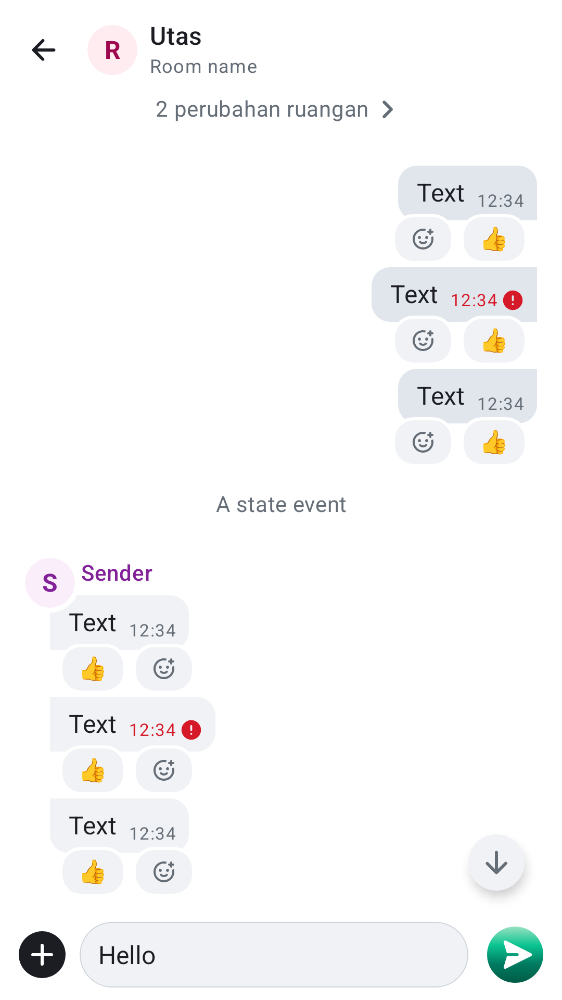 R
Utas
Room name
2 perubahan ruangan
Text 12:34
👍
Text 12:34
👍
Text 12:34
👍
A state event
S
Sender
Text 12:34
👍
Text 12:34
👍
Text 12:34
👍
Hello